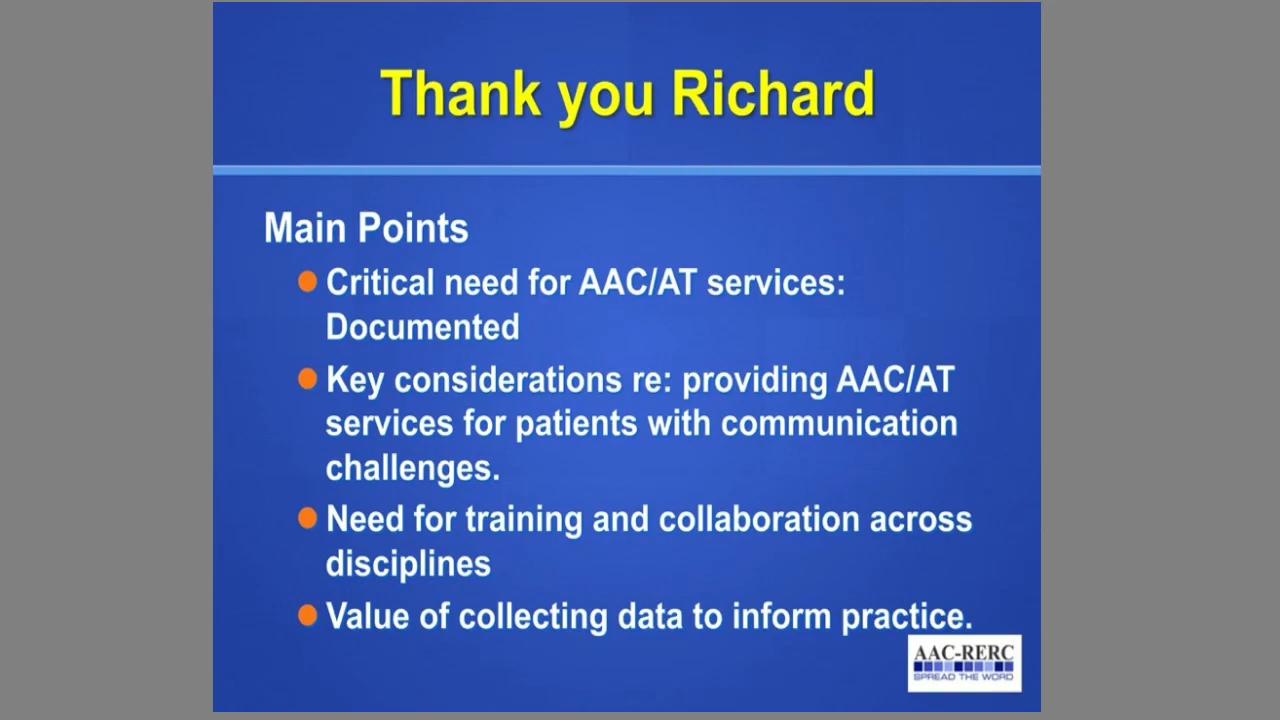 Thank you Richard
Main Points
Critical need for AAC/AT services:
Documented
Key considerations re: providing AAC/AT
services for patients with communication
challenges.
Need for training and collaboration across
disciplines
Value of collecting data to inform practice.
AAC-RERC
SPREAD THE WORD